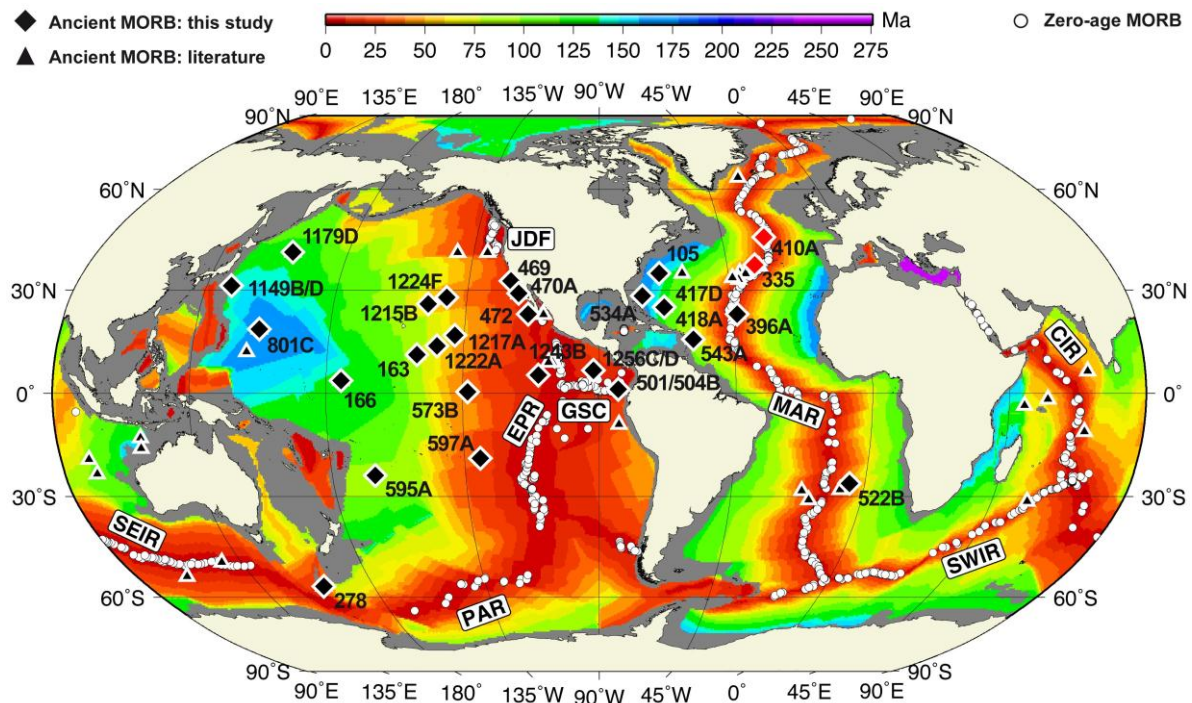 Ancient MORB: this study
Ma
Zero-age MORB
Ancient MORB: literature
0 25 50 75 100 125 150 175 200 225 250 275
90˚E 135˚E 180˚ 135˚W 90˚W 45˚W 0˚ 45˚E 90˚E
90˚N 90˚N
60˚N 60˚N
30˚N 30˚N
0˚ 0˚
30˚S 30˚S
60˚S 60˚S
90˚S 90˚S
90˚E 135˚E 180˚ 135˚W 90˚W 45˚W 0˚ 45˚E 90˚E
1179D
JDF
105
410A
1149B/D
1224F
469
470A
417D
335
1215B
472
534A
418A
396A
CIR
801C
1217A
1243B
1256C/D
543A
163
1222A
501/504B
166
573B
EPR
GSC
MAR
597A
595A
522B
SEIR
SWIR
278
PAR